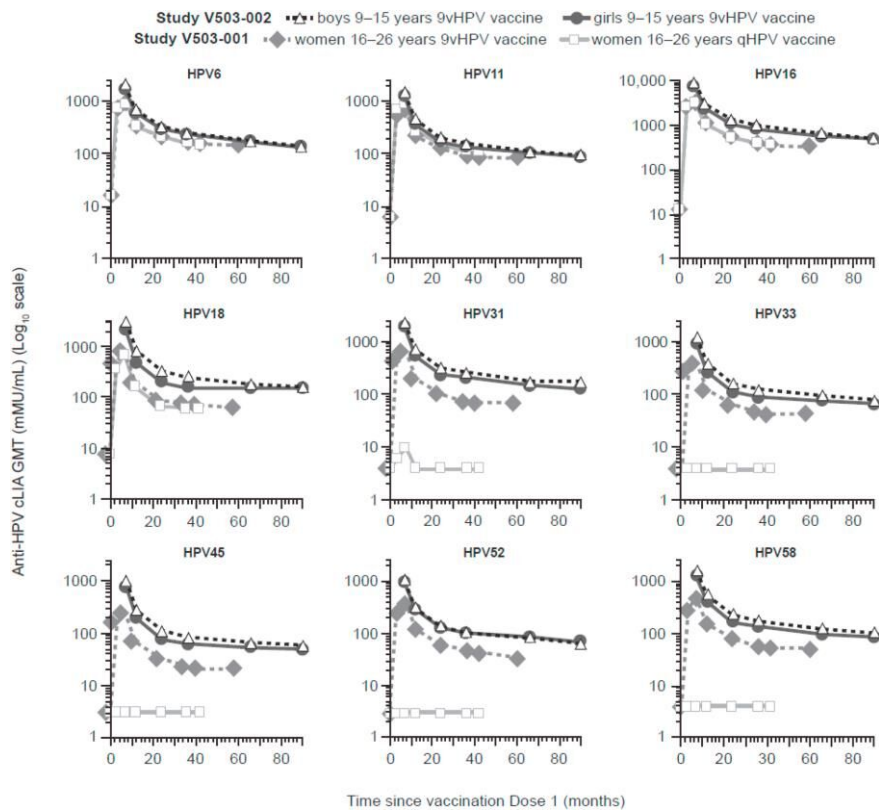 Study V503-002 boys 9–15 years 9vHPV vaccine girls 9–15 years 9vHPV vaccine
Study V503-001 women 16–26 years 9vHPV vaccine women 16–26 years qHPV vaccine
HPV6 HPV11 HPV16
1000 1000 10,000
1000
100 100
100
10 10
10
1 1 1
0 20 40 60 80 0 20 40 60 80 0 20 40 60 80
HPV18 HPV31 HPV33
1000 1000 1000
100 100 100
10 10 10
1 1 1
0 20 40 60 80 0 20 40 60 80 0 20 40 60 80
HPV45 HPV52 HPV58
1000 1000 1000
100 100 100
10 10 10
1 1 1
0 20 40 60 80 0 20 40 60 80 0 20 40 60 80
Anti-HPV cLIA GMT (mMU/mL) (Log10 scale)
Time since vaccination Dose 1 (months)